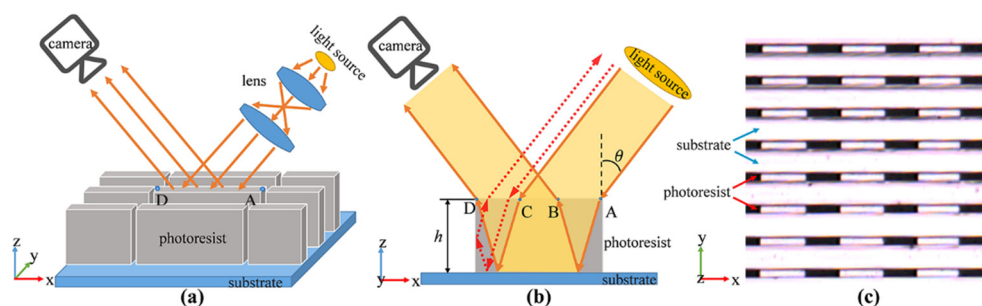 camera
light source
lens
D
A
photoresist
z
y
x
substrate
(a)
camera
light source
θ
D
C
B
A
h
photoresist
z
y
x
substrate
(b)
substrate
photoresist
y
z
x
(c)